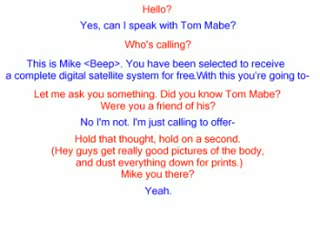 Hello?
Yes, can I speak with Tom Mabe?
Who's calling?
This is Mike <Beep>. You have been selected to receive
a complete digital satellite system for free.With this you're going to-
Let me ask you something. Did you know Tom Mabe?
Were you a friend of his?
No I'm not. I'm just calling to offer-
Hold that thought, hold on a second.
(Hey guys get really good pictures of the body,
and dust everything down for prints.)
Mike you there?
Yeah.